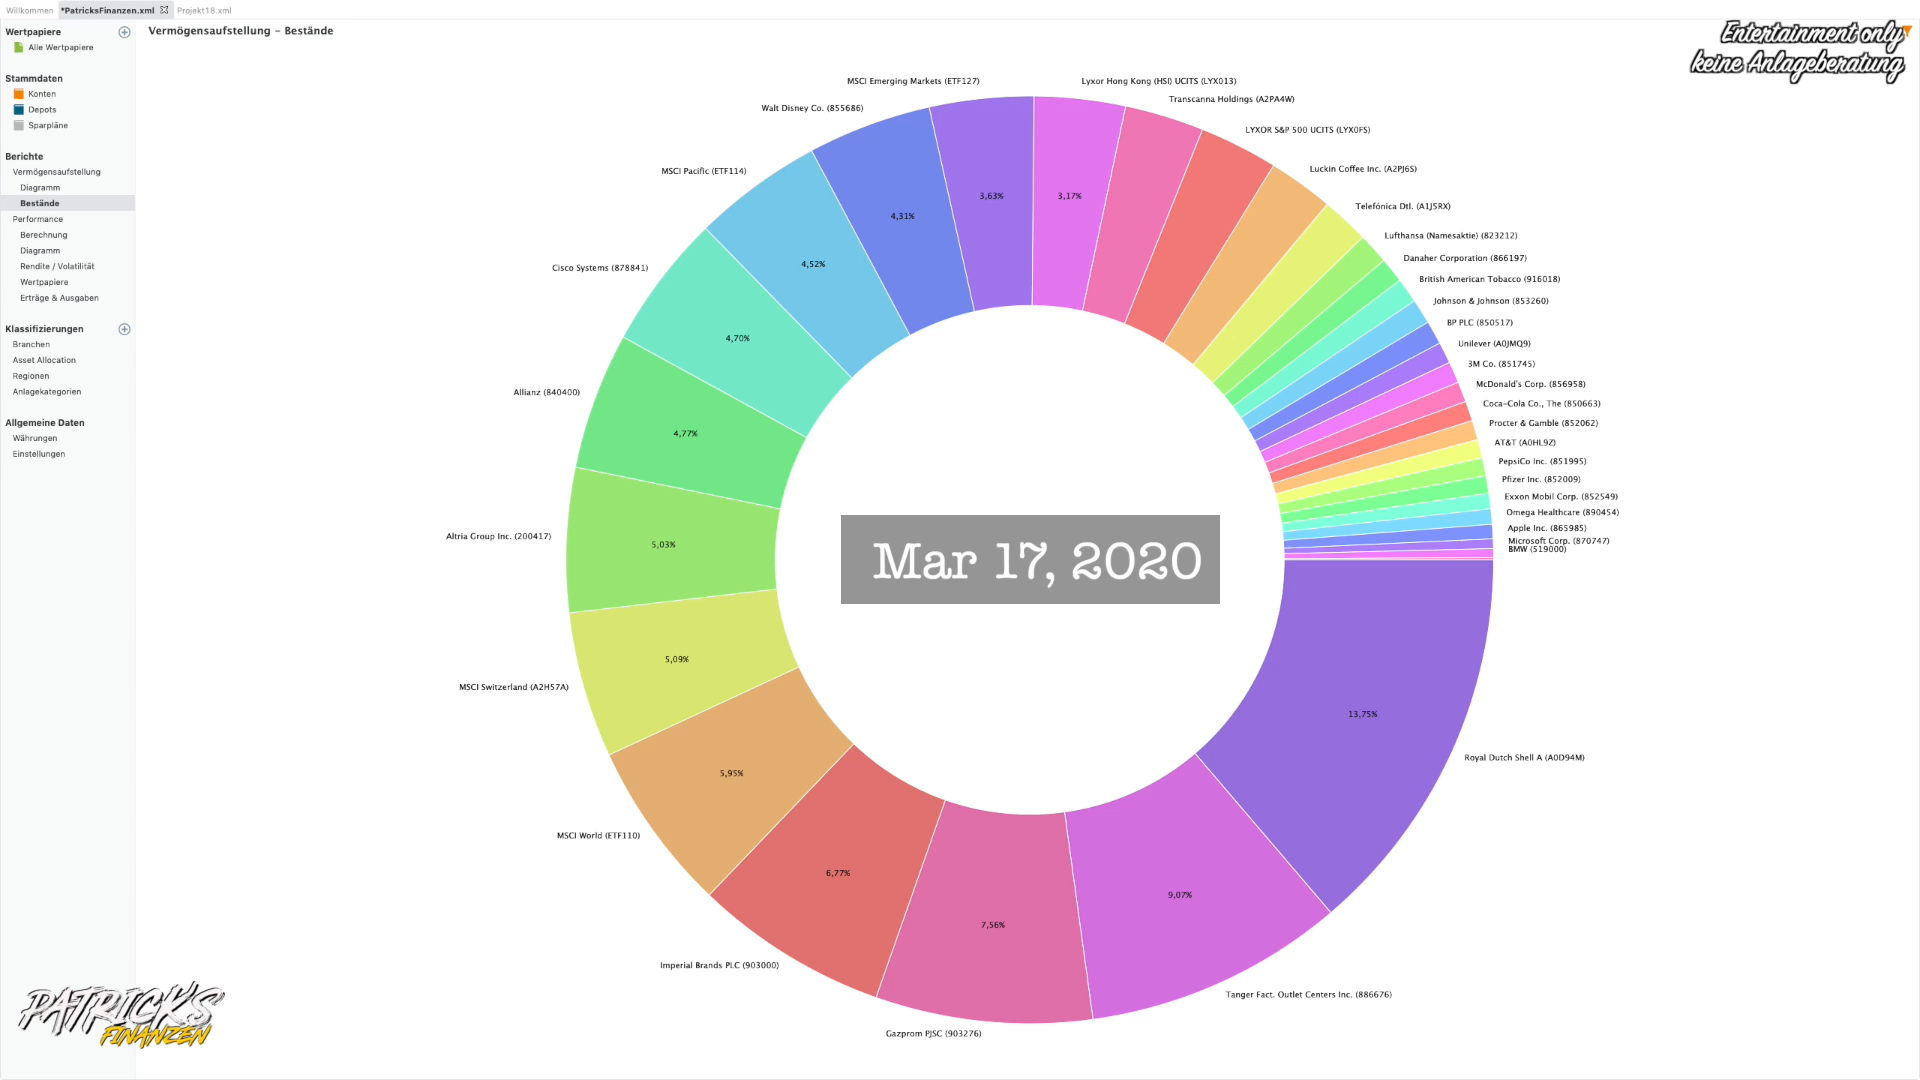 Willkommen
*PatricksFinanzen.xml
Projekt18.xml
Wertpapiere
Alle Wertpapiere
Stammdaten
Konten
Depots
Sparpläne
Berichte
Vermögensaufstellung
Diagramm
Bestände
Performance
Berechnung
Diagramm
Rendite / Volatilität
Wertpapiere
Erträge & Ausgaben
Klassifizierungen
Branchen
Asset Allocation
Regionen
Anlagekategorien
Allgemeine Daten
Währungen
Einstellungen
PATRICKS
FINANZEN
Vermögensaufstellung – Bestände
Entertainment only
keine Anlageberatung
MSCI Emerging Markets (ETF127)
Lyxor Hong Kong (HSI) UCITS (LYX013)
Walt Disney Co. (855686)
Transcanna Holdings (A2PA4W)
LYXOR S&P 500 UCITS (LYX0FS)
MSCI Pacific (ETF114)
Luckin Coffee Inc. (A2PJ6S)
Telefónica Dtl. (A1J5RX)
Lufthansa (Namesaktie) (823212)
Danaher Corporation (866197)
Cisco Systems (878841)
British American Tobacco (916018)
Johnson & Johnson (853260)
BP PLC (850517)
Unilever (A0JMQ9)
3M Co. (851745)
McDonald's Corp. (856958)
Allianz (840400)
Coca-Cola Co., The (850663)
Procter & Gamble (852062)
AT&T (A0HL9Z)
PepsiCo Inc. (851995)
Pfizer Inc. (852009)
Exxon Mobil Corp. (852549)
Omega Healthcare (890454)
Apple Inc. (865985)
Altria Group Inc. (200417)
Microsoft Corp. (870747)
BMW (519000)
MSCI Switzerland (A2H57A)
Royal Dutch Shell A (A0D94M)
MSCI World (ETF110)
Imperial Brands PLC (903000)
Tanger Fact. Outlet Centers Inc. (886676)
Gazprom PJSC (903276)
3,63%
3,17%
4,31%
4,52%
4,70%
4,77%
5,03%
5,09%
5,95%
6,77%
7,56%
9,07%
13,75%
Mar 17, 2020